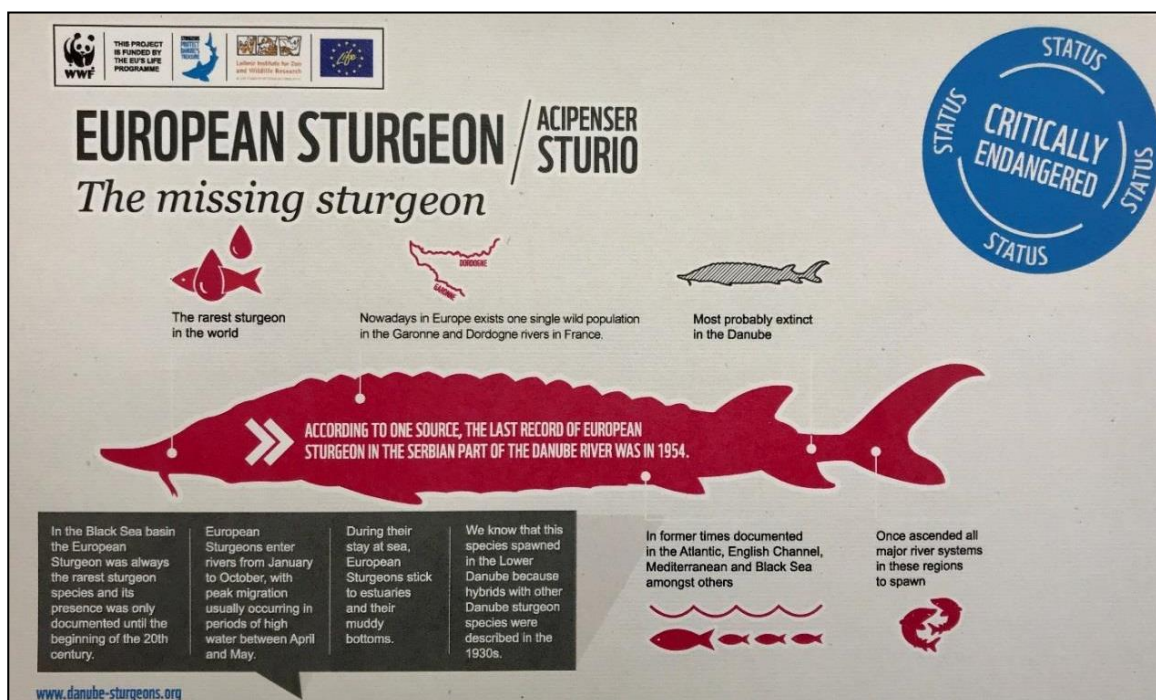 WWF
THIS PROJECT
IS FUNDED BY
THE EU'S LIFE
PROGRAMME
STURGEONS
PROTECT
DANUBE'S
TREASURE
Leibniz Institute for Zoo
and Wildlife Research
Life
STATUS
STATUS
CRITICALLY
ENDANGERED
STATUS
STATUS
EUROPEAN STURGEON / ACIPENSER
STURIO
The missing sturgeon
DORDOGNE
GARONNE
The rarest sturgeon
in the world
Nowadays in Europe exists one single wild population
in the Garonne and Dordogne rivers in France.
Most probably extinct
in the Danube
ACCORDING TO ONE SOURCE, THE LAST RECORD OF EUROPEAN
STURGEON IN THE SERBIAN PART OF THE DANUBE RIVER WAS IN 1954.
In the Black Sea basin
the European
Sturgeon was always
the rarest sturgeon
species and its
presence was only
documented until the
beginning of the 20th
century.
European
Sturgeons enter
rivers from January
to October, with
peak migration
usually occurring in
periods of high
water between April
and May.
During their
stay at sea,
European
Sturgeons stick
to estuaries
and their
muddy
bottoms.
We know that this
species spawned
in the Lower
Danube because
hybrids with other
Danube sturgeon
species were
described in the
1930s.
In former times documented
in the Atlantic, English Channel,
Mediterranean and Black Sea
amongst others
Once ascended all
major river systems
in these regions
to spawn
www.danube-sturgeons.org